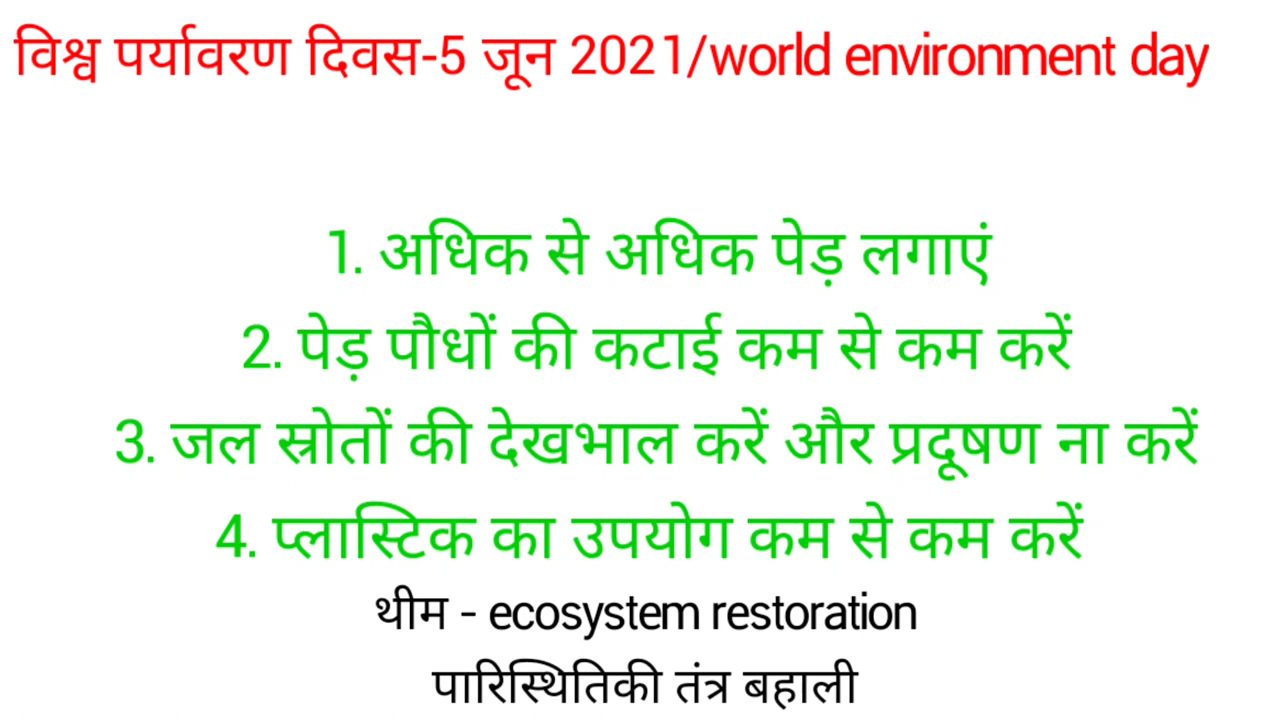 विश्व पर्यावरण दिवस-5 जून 2021/world environment day
1. अधिक से अधिक पेड़ लगाएं
2. पेड़ पौधों की कटाई कम से कम करें
3. जल स्रोतों की देखभाल करें और प्रदूषण ना करें
4. प्लास्टिक का उपयोग कम से कम करें
थीम - ecosystem restoration
पारिस्थितिकी तंत्र बहाली